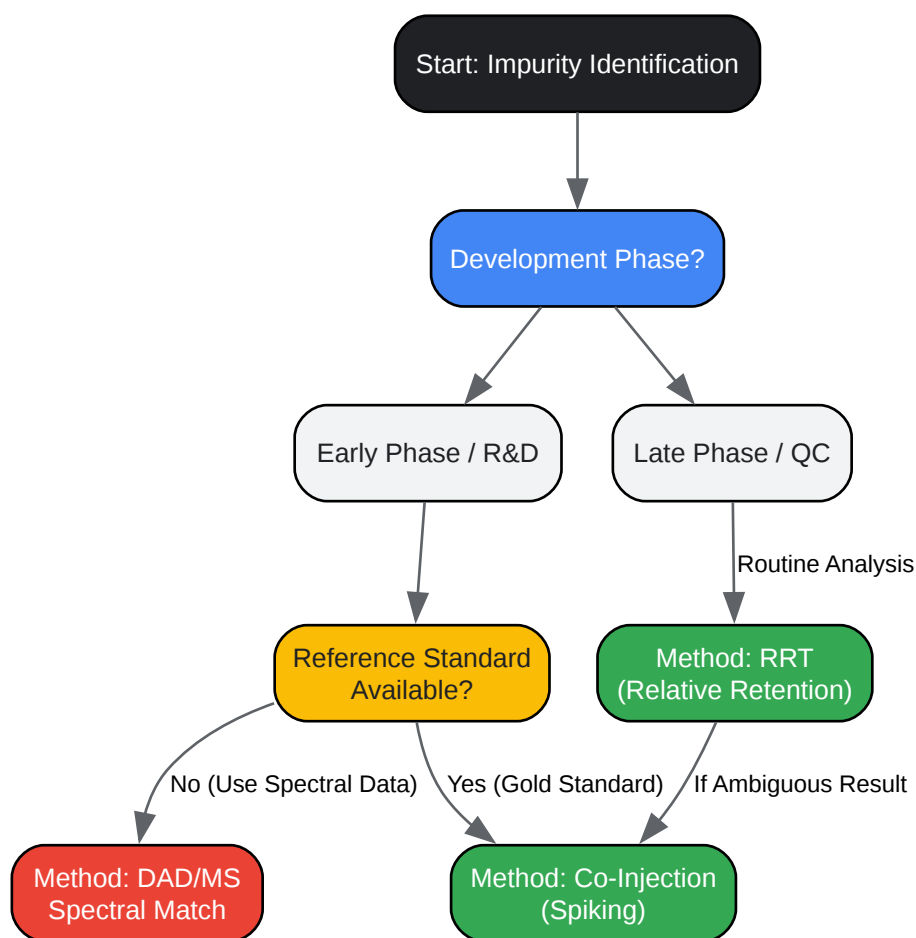 Start: Impurity Identification
Development Phase?
Early Phase / R&D
Late Phase / QC
Routine Analysis
Reference Standard
Available?
Method: RRT
(Relative Retention)
No (Use Spectral Data)
Yes (Gold Standard)
If Ambiguous Result
Method: DAD/MS
Spectral Match
Method: Co-Injection
(Spiking)